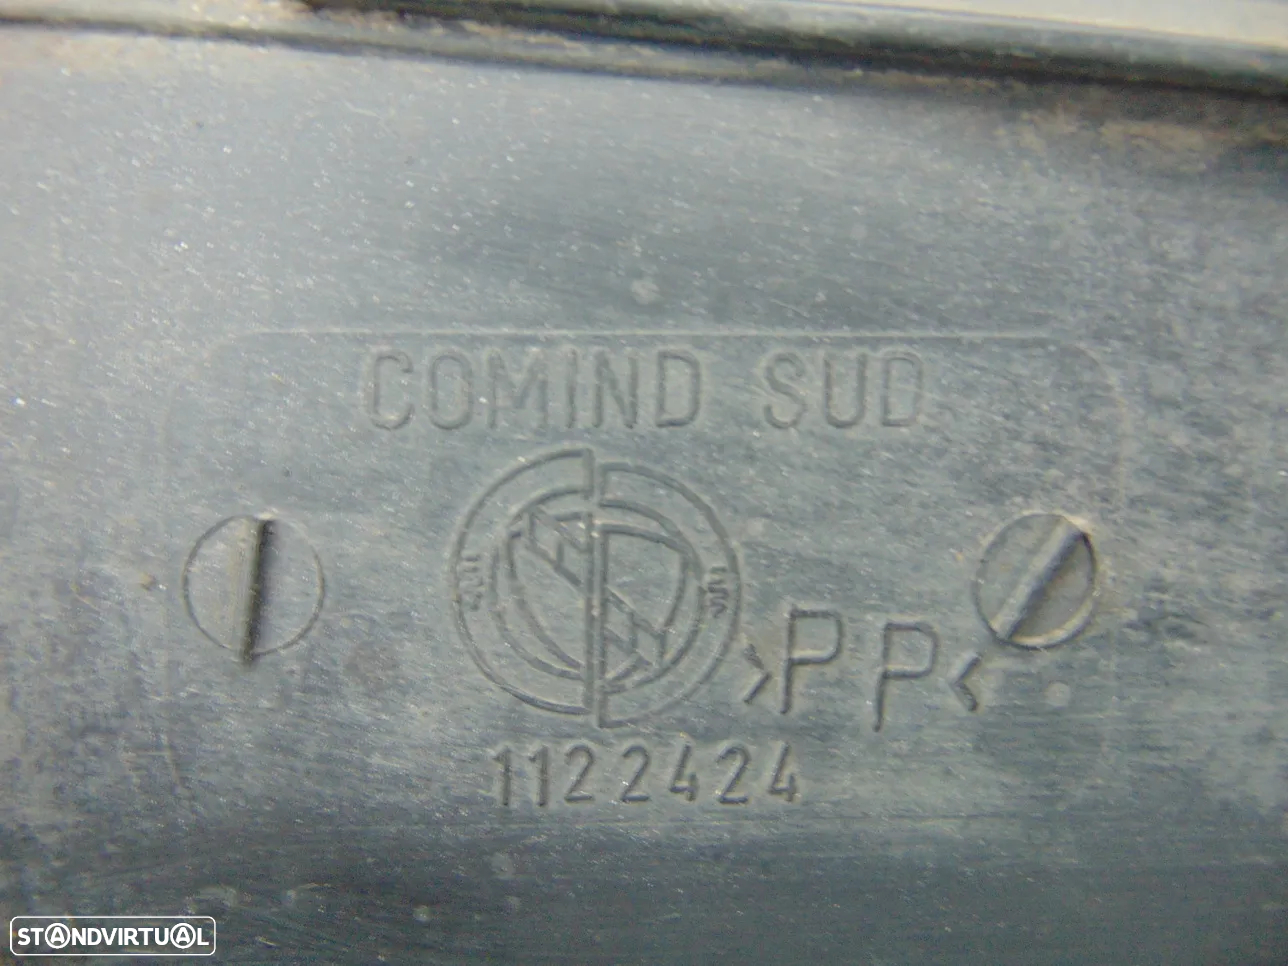 COMIND SUD
>PP<
1122424
STANDVIRTUAL